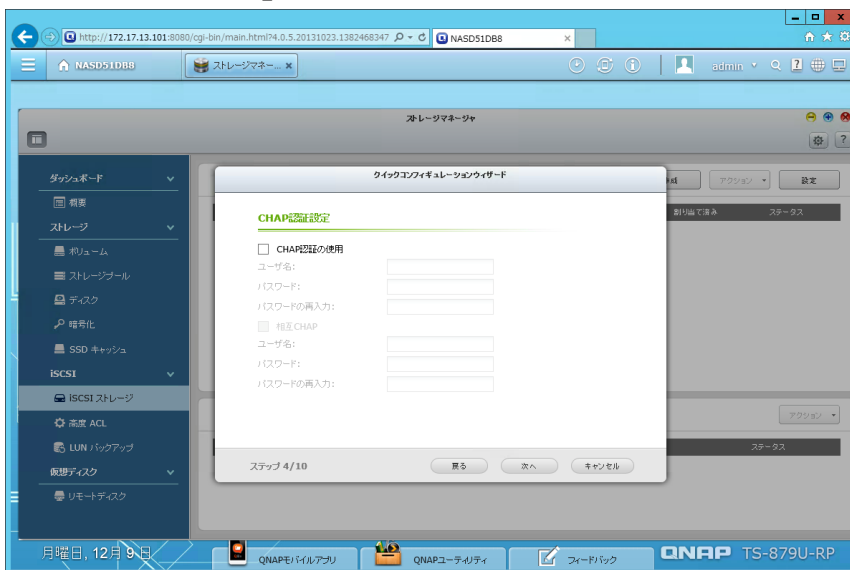 http://172.17.13.101:8080/cgi-bin/main.html?4.0.5.20131023.1382468347
NASD51DB8
NASD51DB8
ストレージマネー...
admin
ストレージマネージャ
ダッシュボード
概要
ストレージ
ボリューム
ストレージプール
ディスク
暗号化
SSD キャッシュ
iSCSI
iSCSI ストレージ
高度 ACL
LUN バックアップ
仮想ディスク
リモートディスク
アクション
設定
割り当て済み ステータス
クイックコンフィギュレーションウィザード
CHAP認証設定
CHAP認証の使用
ユーザ名:
パスワード:
パスワードの再入力:
相互CHAP
ユーザ名:
パスワード:
パスワードの再入力:
ステップ 4/10
戻る 次へ キャンセル
アクション
ステータス
月曜日, 12月 9 日
QNAPモバイルアプリ
QNAPユーティリティ
フィードバック
QNAP TS-879U-RP